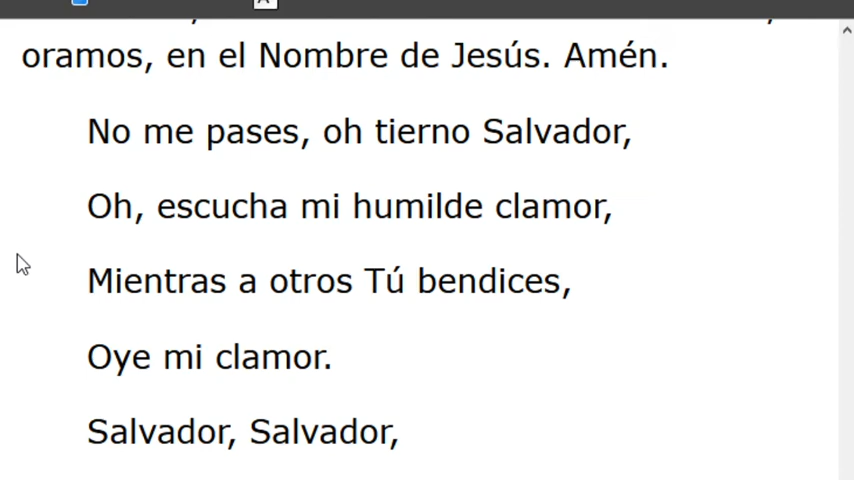 oramos, en el Nombre de Jesús. Amén.
No me pases, oh tierno Salvador,
Oh, escucha mi humilde clamor,
Mientras a otros Tú bendices,
Oye mi clamor.
Salvador, Salvador,